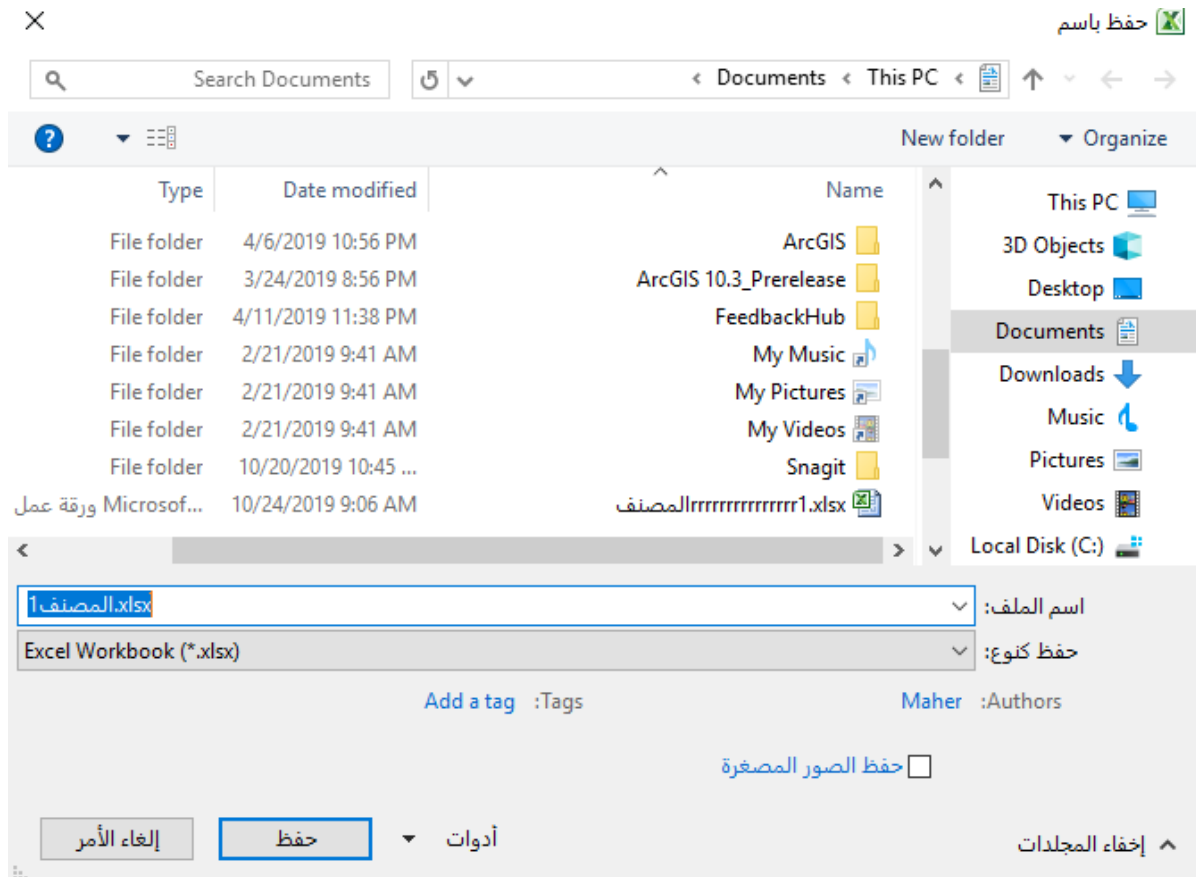 حفظ باسم
This PC › Documents ›
Search Documents
Organize
New folder
Name Date modified Type
ArcGIS 4/6/2019 10:56 PM File folder
ArcGIS 10.3_Prerelease 3/24/2019 8:56 PM File folder
FeedbackHub 4/11/2019 11:38 PM File folder
My Music 2/21/2019 9:41 AM File folder
My Pictures 2/21/2019 9:41 AM File folder
My Videos 2/21/2019 9:41 AM File folder
Snagit 10/20/2019 10:45 ... File folder
المصنفrrrrrrrrrrrrrrrr1.xlsx 10/24/2019 9:06 AM ورقة عمل Microsof...
This PC
3D Objects
Desktop
Documents
Downloads
Music
Pictures
Videos
Local Disk (C:)
اسم الملف: المصنف1.xlsx
حفظ كنوع: Excel Workbook (*.xlsx)
Authors: Maher Tags: Add a tag
حفظ الصور المصغرة
إخفاء المجلدات
أدوات
حفظ
إلغاء الأمر